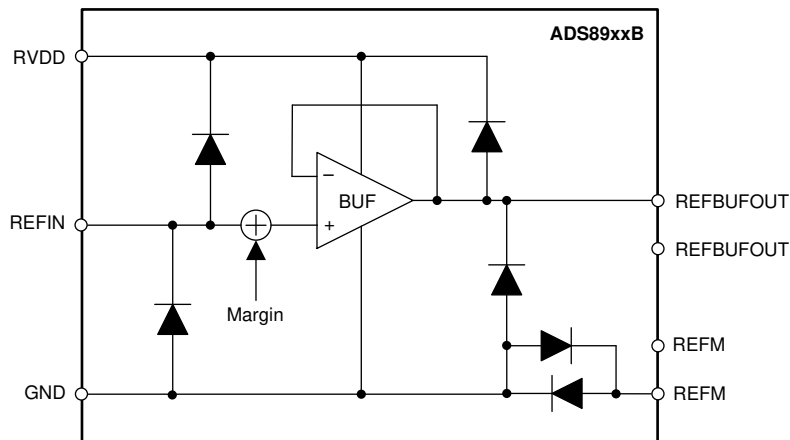 ADS89xxB
RVDD
−
BUF
REFBUFOUT
REFIN
+
+
REFBUFOUT
Margin
REFM
GND
REFM